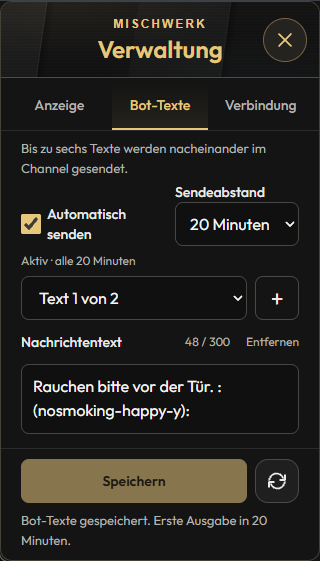 MISCHWERK
Verwaltung
Anzeige
Bot-Texte
Verbindung
Bis zu sechs Texte werden nacheinander im
Channel gesendet.
Automatisch
senden
Sendeabstand
20 Minuten
Aktiv · alle 20 Minuten
Text 1 von 2
+
Nachrichtentext
48 / 300
Entfernen
Rauchen bitte vor der Tür. :
(nosmoking-happy-y):
Speichern
Bot-Texte gespeichert. Erste Ausgabe in 20
Minuten.